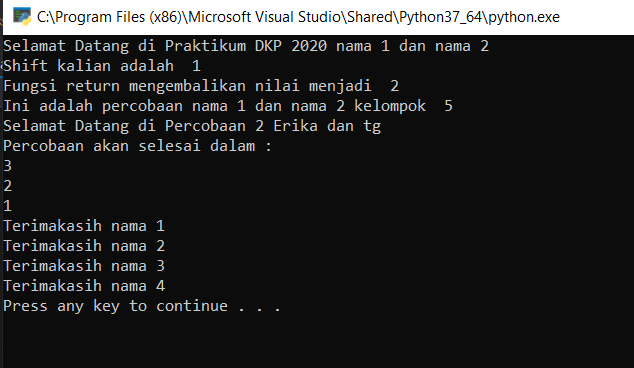 C:\Program Files (x86)\Microsoft Visual Studio\Shared\Python37_64\python.exe
Selamat Datang di Praktikum DKP 2020 nama 1 dan nama 2
Shift kalian adalah  1
Fungsi return mengembalikan nilai menjadi  2
Ini adalah percobaan nama 1 dan nama 2 kelompok  5
Selamat Datang di Percobaan 2 Erika dan tg
Percobaan akan selesai dalam :
3
2
1
Terimakasih nama 1
Terimakasih nama 2
Terimakasih nama 3
Terimakasih nama 4
Press any key to continue . . .